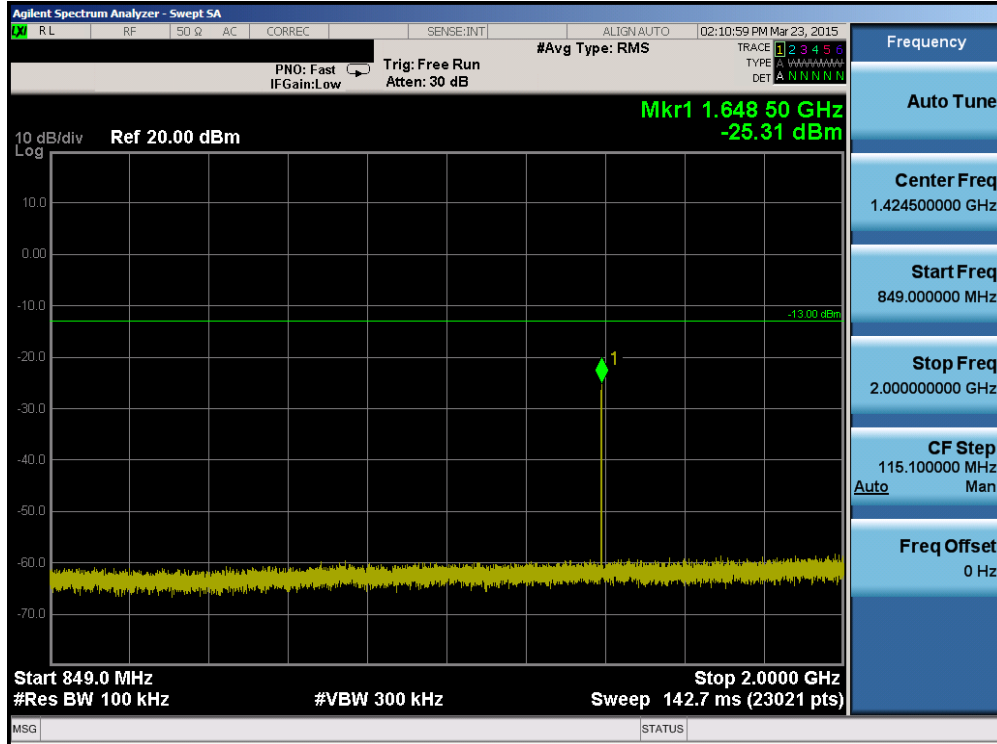 Agilent Spectrum Analyzer - Swept SA
LXI RL RF 50 Ω AC CORREC SENSE:INT ALIGN AUTO 02:10:59 PM Mar 23, 2015
#Avg Type: RMS
TRACE 1 2 3 4 5 6
TYPE A
DET A N N N N N
PNO: Fast
IFGain:Low
Trig: Free Run
Atten: 30 dB
Mkr1 1.648 50 GHz
-25.31 dBm
10 dB/div
Log
Ref 20.00 dBm
10.0
0.00
-10.0
-13.00 dBm
-20.0
1
-30.0
-40.0
-50.0
-60.0
-70.0
Start 849.0 MHz
Stop 2.0000 GHz
#Res BW 100 kHz
#VBW 300 kHz
Sweep 142.7 ms (23021 pts)
MSG
STATUS
Frequency
Auto Tune
Center Freq
1.424500000 GHz
Start Freq
849.000000 MHz
Stop Freq
2.000000000 GHz
CF Step
115.100000 MHz
Auto Man
Freq Offset
0 Hz